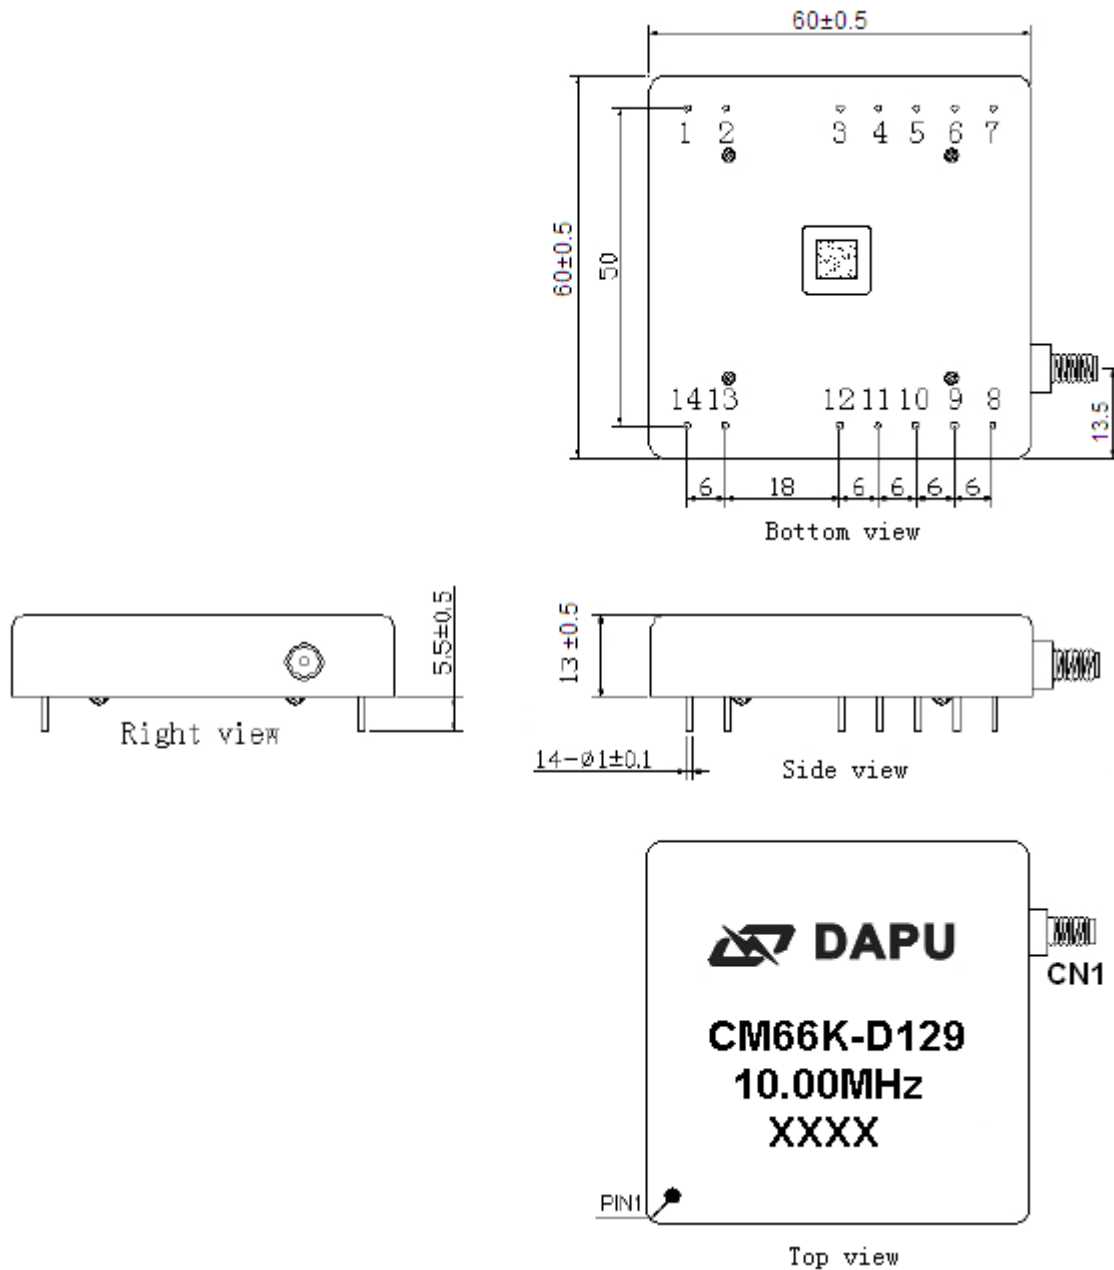 60±0.5
1 2 3 4 5 6 7
60±0.5
50
14 13 12 11 10 9 8
13.5
6 18 6 6 6 6
Bottom view
5.5±0.5
13±0.5
Right view
14-Ø1±0.1
Side view
DAPU
CN1
CM66K-D129
10.00MHz
XXXX
PIN1
Top view